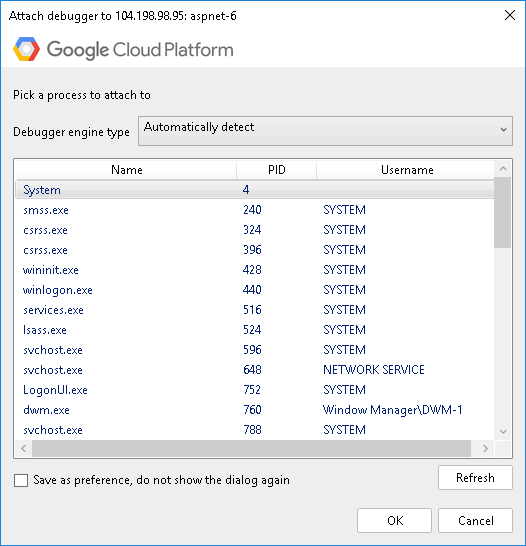 Attach debugger to 104.198.98.95: aspnet-6
Google Cloud Platform
Pick a process to attach to
Debugger engine type Automatically detect
Name PID Username
System 4
smss.exe 240 SYSTEM
csrss.exe 324 SYSTEM
csrss.exe 396 SYSTEM
wininit.exe 428 SYSTEM
winlogon.exe 440 SYSTEM
services.exe 516 SYSTEM
lsass.exe 524 SYSTEM
svchost.exe 596 SYSTEM
svchost.exe 648 NETWORK SERVICE
LogonUI.exe 752 SYSTEM
dwm.exe 760 Window Manager\DWM-1
svchost.exe 788 SYSTEM
Save as preference, do not show the dialog again
Refresh
OK Cancel